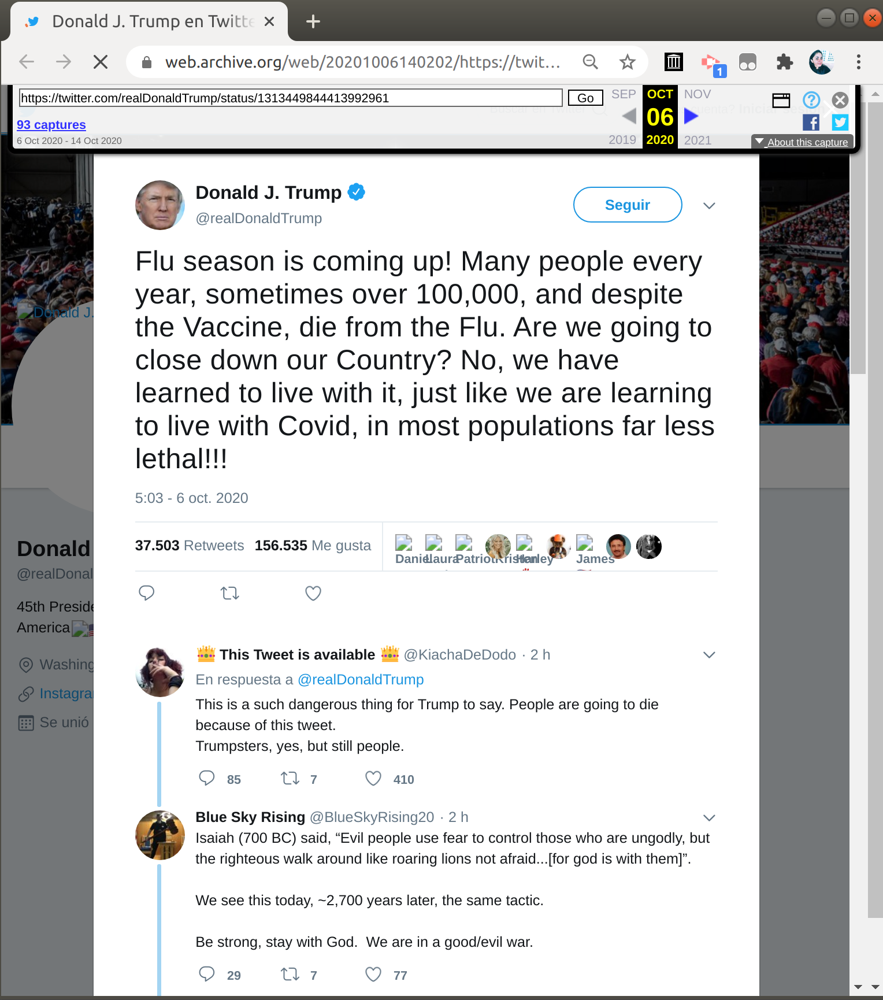 Donald J. Trump en Twitte
web.archive.org/web/20201006140202/https://twit...
1
https://twitter.com/realDonaldTrump/status/1313449844413992961
Go
SEP
OCT
NOV
93 captures
06
6 Oct 2020 - 14 Oct 2020
2019
2020
2021
About this capture
Donald J. Trump
@realDonaldTrump
Seguir
Flu season is coming up! Many people every
year, sometimes over 100,000, and despite
the Vaccine, die from the Flu. Are we going to
close down our Country? No, we have
learned to live with it, just like we are learning
to live with Covid, in most populations far less
lethal!!!
5:03 - 6 oct. 2020
37.503 Retweets 156.535 Me gusta
Daniel Laura Patriot Kristen Harley James
Donald J.
Donald
@realDonal
45th Preside
America
Washing
Instagra
Se unió
This Tweet is available @KiachaDeDodo · 2 h
En respuesta a @realDonaldTrump
This is a such dangerous thing for Trump to say. People are going to die
because of this tweet.
Trumpsters, yes, but still people.
85 7 410
Blue Sky Rising @BlueSkyRising20 · 2 h
Isaiah (700 BC) said, “Evil people use fear to control those who are ungodly, but
the righteous walk around like roaring lions not afraid...[for god is with them]”.
We see this today, ~2,700 years later, the same tactic.
Be strong, stay with God.  We are in a good/evil war.
29 7 77